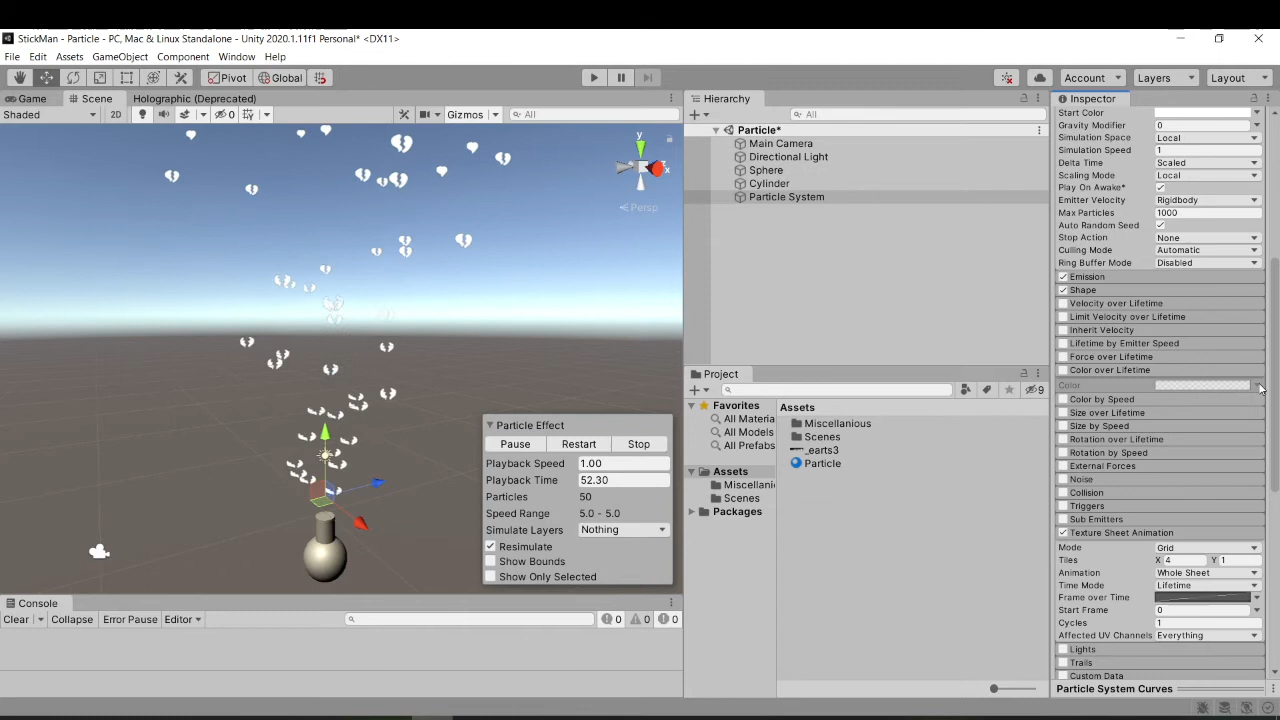 StickMan - Particle - PC, Mac & Linux Standalone - Unity 2020.1.11f1 Personal* <DX11>
File Edit Assets GameObject Component Window Help
Pivot Global Account Layers Layout
Game Scene Holographic (Deprecated)
Shaded 2D 0 Gizmos All
y
x
Persp
Particle Effect
Pause Restart Stop
Playback Speed 1.00
Playback Time 52.30
Particles 50
Speed Range 5.0 - 5.0
Simulate Layers Nothing
Resimulate
Show Bounds
Show Only Selected
Console
Clear Collapse Error Pause Editor 0 0 0
Hierarchy
All
Particle*
Main Camera
Directional Light
Sphere
Cylinder
Particle System
Project
9
Favorites
All Materia
All Models
All Prefabs
Assets
Miscellani
Scenes
Packages
Assets
Miscellanious
Scenes
_earts3
Particle
Inspector
Start Color
Gravity Modifier 0
Simulation Space Local
Simulation Speed 1
Delta Time Scaled
Scaling Mode Local
Play On Awake*
Emitter Velocity Rigidbody
Max Particles 1000
Auto Random Seed
Stop Action None
Culling Mode Automatic
Ring Buffer Mode Disabled
Emission
Shape
Velocity over Lifetime
Limit Velocity over Lifetime
Inherit Velocity
Lifetime by Emitter Speed
Force over Lifetime
Color over Lifetime
Color
Color by Speed
Size over Lifetime
Size by Speed
Rotation over Lifetime
Rotation by Speed
External Forces
Noise
Collision
Triggers
Sub Emitters
Texture Sheet Animation
Mode Grid
Tiles X 4 Y 1
Animation Whole Sheet
Time Mode Lifetime
Frame over Time
Start Frame 0
Cycles 1
Affected UV Channels Everything
Lights
Trails
Custom Data
Particle System Curves